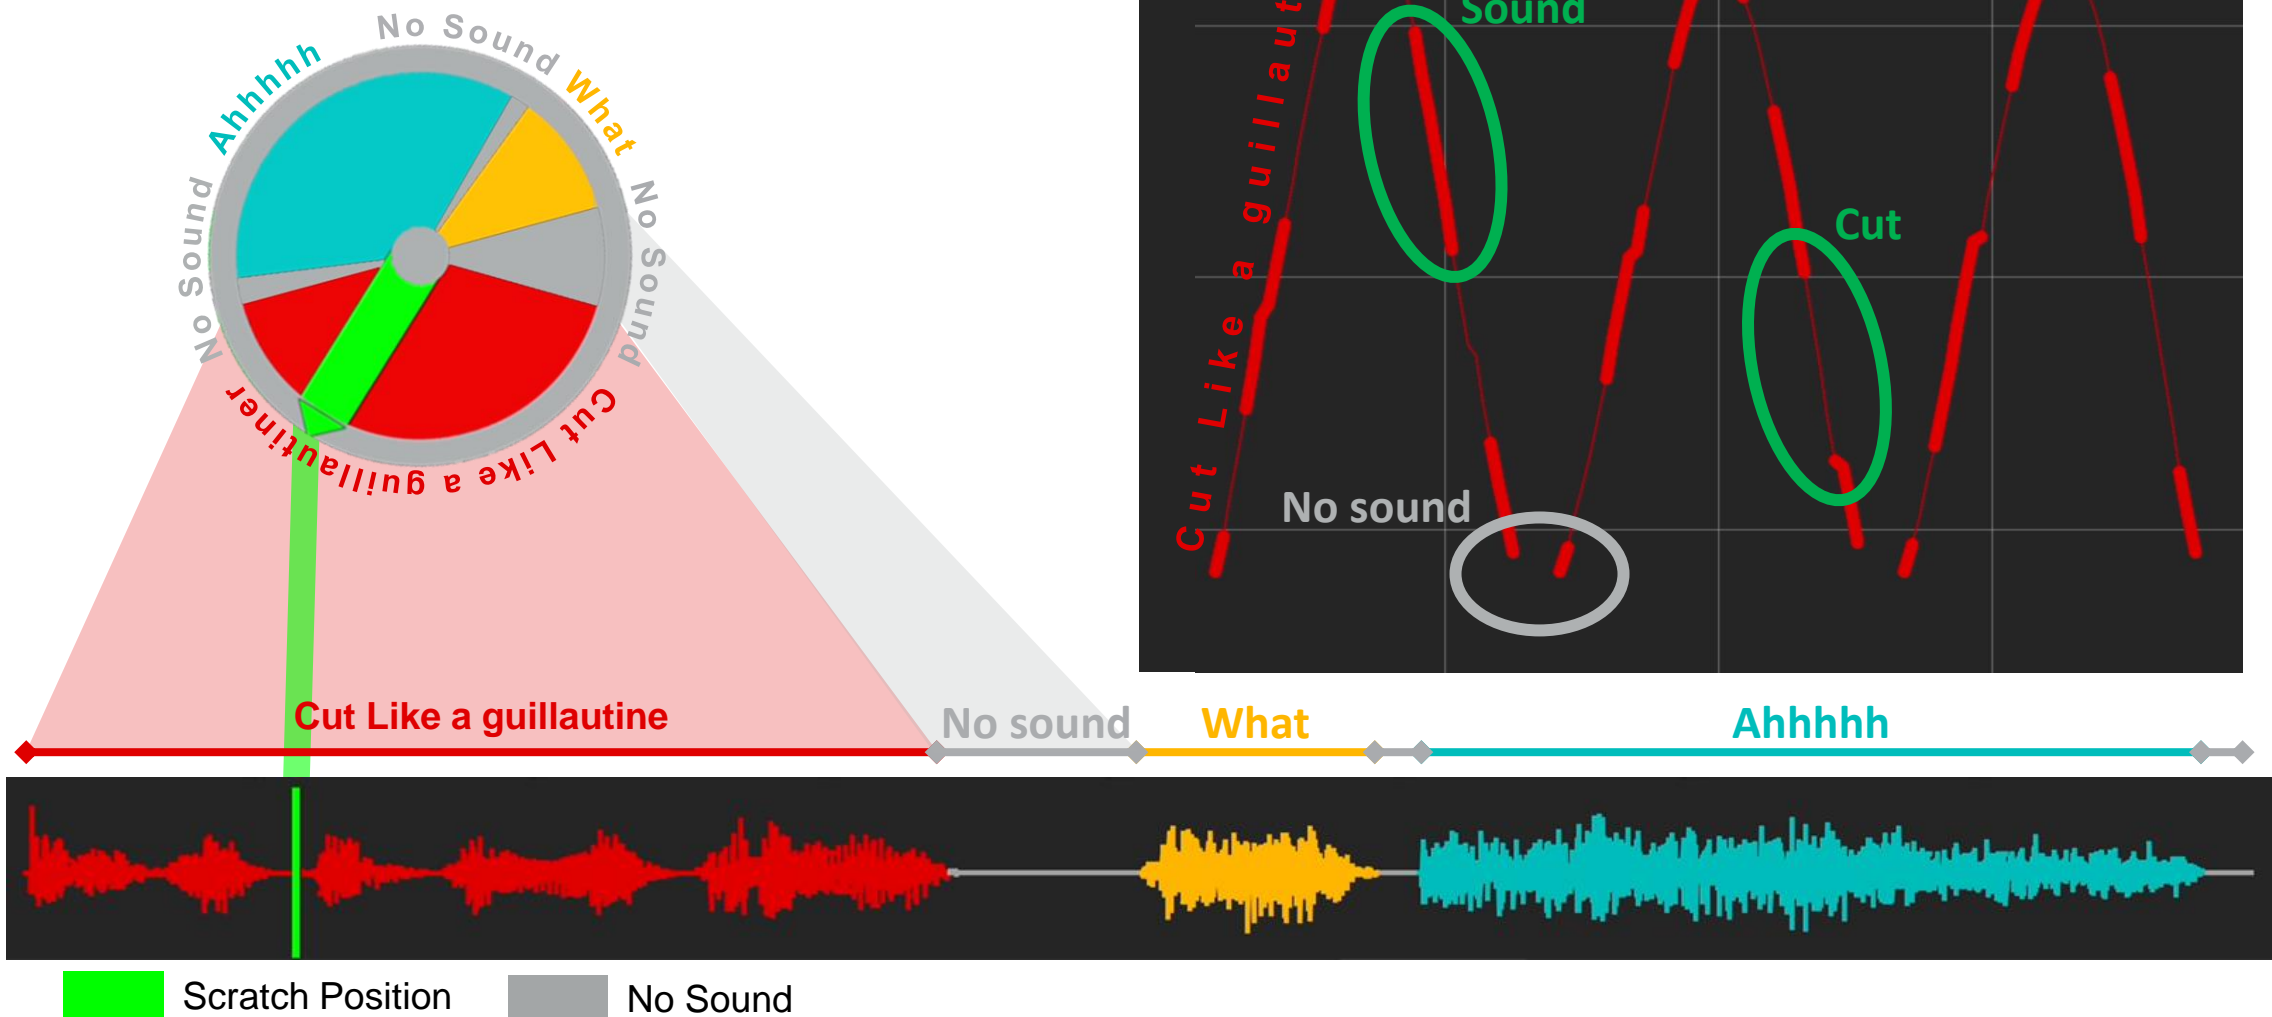 No Sound
What
Ahhhhh
No Sound
No Sound
Cut Like a guillautiner
Sound
Cut Like a guillaut
Cut
No sound
Cut Like a guillautine
No sound
What
Ahhhhh
Scratch Position
No Sound